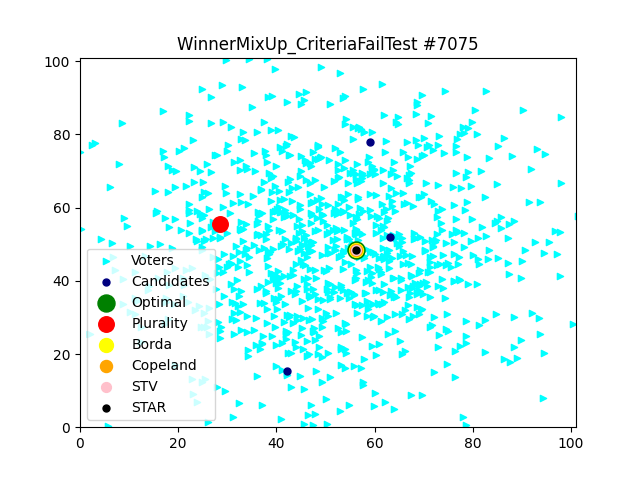 WinnerMixUp_CriteriaFailTest #7075
100
80
60
40
20
0
Voters
Candidates
Optimal
Plurality
Borda
Copeland
STV
STAR
0 20 40 60 80 100